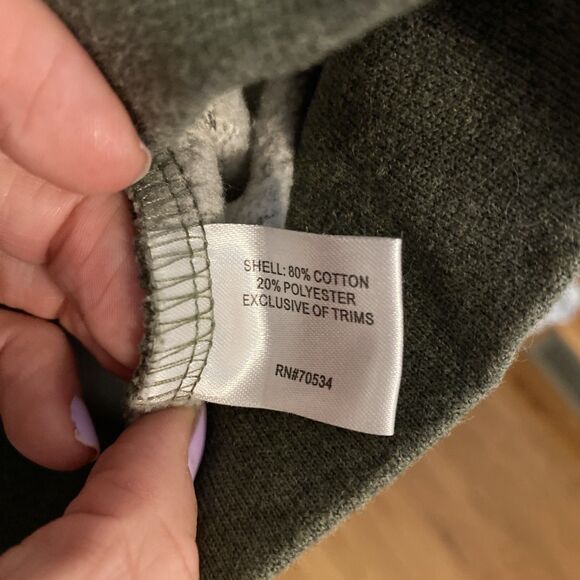 SHELL: 80% COTTON
20% POLYESTER
EXCLUSIVE OF TRIMS
RN#70534